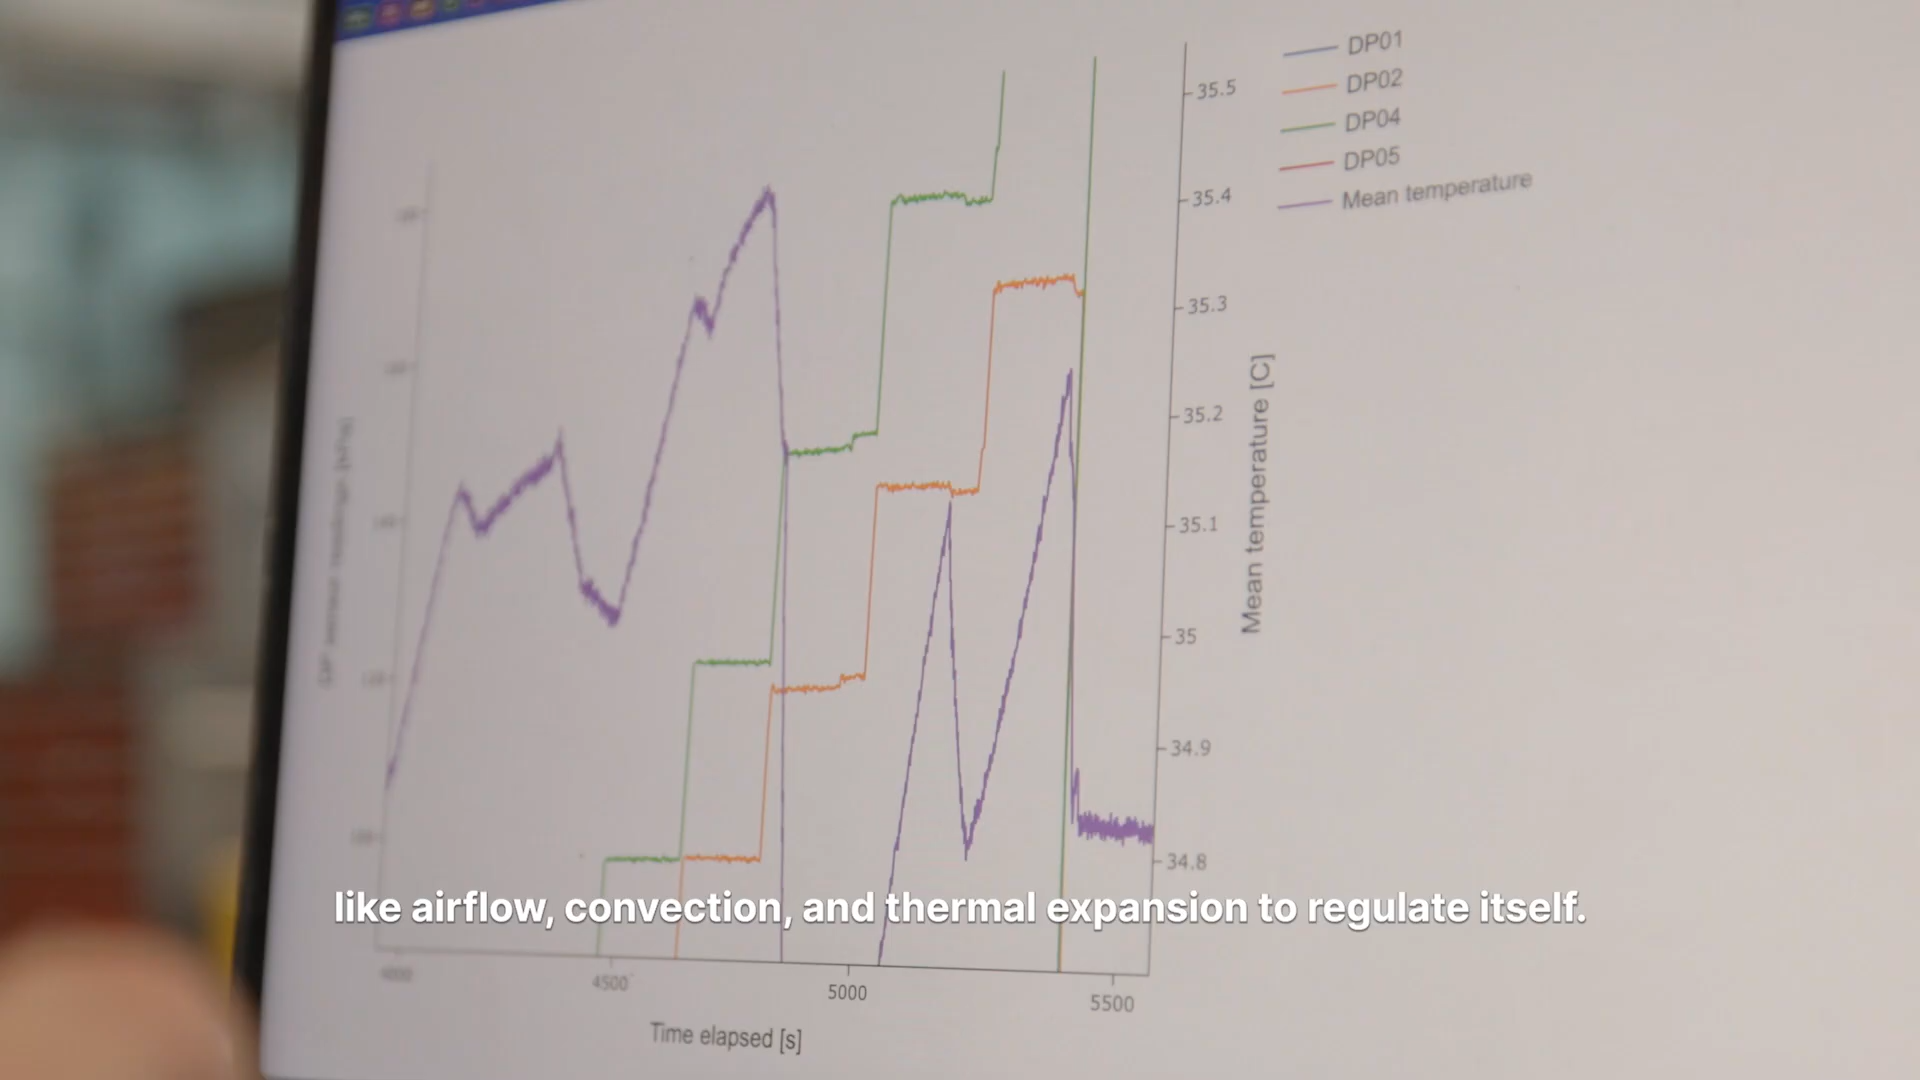 DP01
DP02
DP04
DP05
Mean temperature
35.5
35.4
35.3
35.2
35.1
35
34.9
34.8
Mean temperature [C]
like airflow, convection, and thermal expansion to regulate itself.
4500
5000
5500
Time elapsed [s]